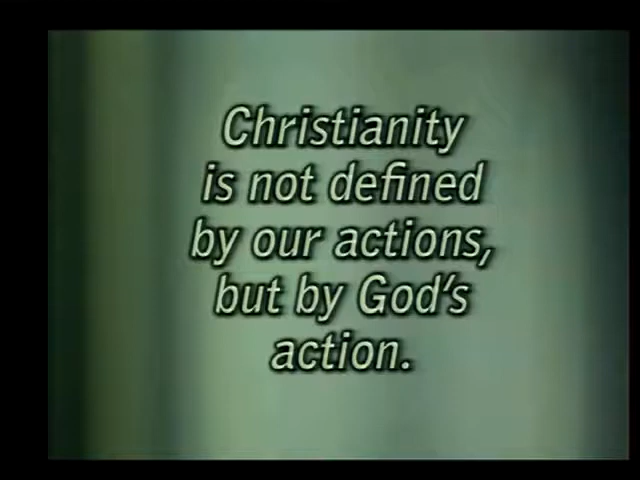 Christianity
is not defined
by our actions,
but by God's
action.